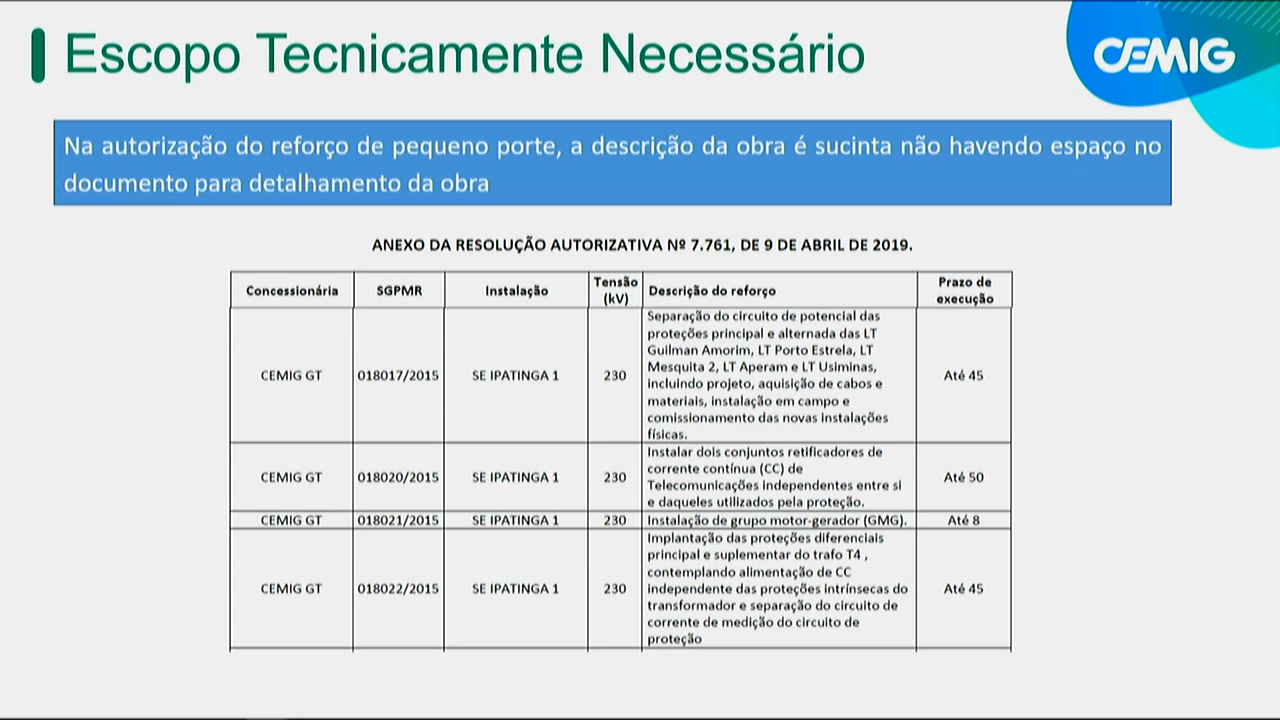 Escopo Tecnicamente Necessário
CEMIG
Na autorização do reforço de pequeno porte, a descrição da obra é sucinta não havendo espaço no
documento para detalhamento da obra
ANEXO DA RESOLUÇÃO AUTORIZATIVA Nº 7.761, DE 9 DE ABRIL DE 2019.
Concessionária SGPMR Instalação Tensão (kV) Descrição do reforço Prazo de execução
CEMIG GT 018017/2015 SE IPATINGA 1 230
Separação do circuito de potencial das
proteções principal e alternada das LT
Guilman Amorim, LT Porto Estrela, LT
Mesquita 2, LT Aperam e LT Usiminas,
incluindo projeto, aquisição de cabos e
materiais, instalação em campo e
comissionamento das novas instalações
físicas.
Até 45
CEMIG GT 018020/2015 SE IPATINGA 1 230
Instalar dois conjuntos retificadores de
corrente contínua (CC) de
Telecomunicações independentes entre si
e daqueles utilizados pela proteção.
Até 50
CEMIG GT 018021/2015 SE IPATINGA 1 230 Instalação de grupo motor-gerador (GMG). Até 8
CEMIG GT 018022/2015 SE IPATINGA 1 230
Implantação das proteções diferenciais
principal e suplementar do trafo T4 ,
contemplando alimentação de CC
independente das proteções intrínsecas do
transformador e separação do circuito de
corrente de medição do circuito de
proteção
Até 45